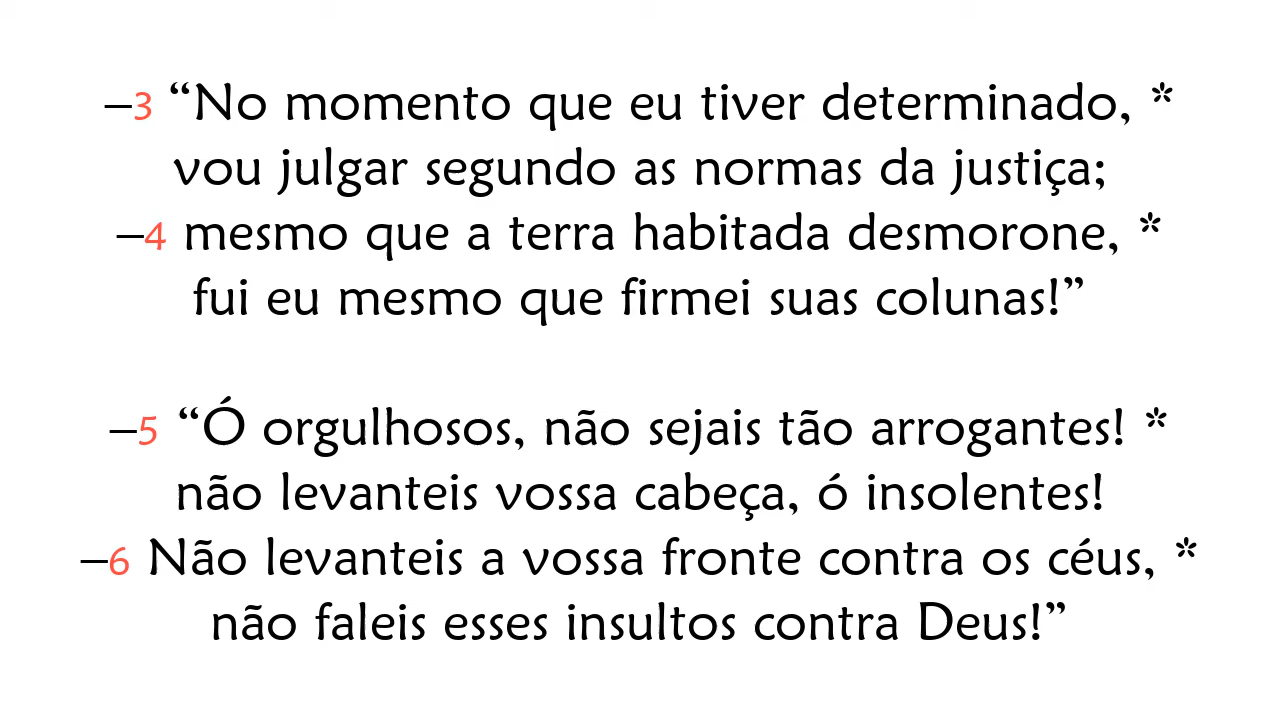 –3 “No momento que eu tiver determinado, *
vou julgar segundo as normas da justiça;
–4 mesmo que a terra habitada desmorone, *
fui eu mesmo que firmei suas colunas!”
–5 “Ó orgulhosos, não sejais tão arrogantes! *
não levanteis vossa cabeça, ó insolentes!
–6 Não levanteis a vossa fronte contra os céus, *
não faleis esses insultos contra Deus!”